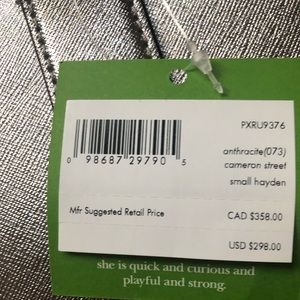 PXRU9376
0 98687 29790 5
anthracite(073)
cameron street
small hayden
Mfr Suggested Retail Price CAD $358.00
USD $298.00
she is quick and curious and
playful and strong.